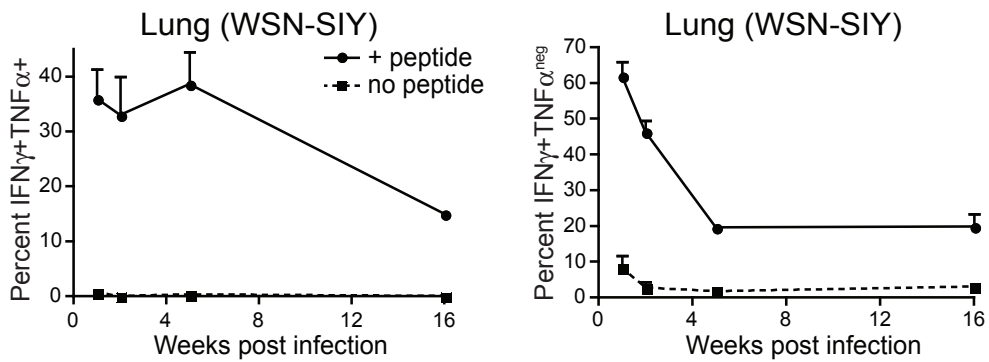 Lung (WSN-SIY)
Percent IFNγ+TNFα+
40
30
20
10
0
0 4 8 12 16
Weeks post infection
+ peptide
no peptide
Lung (WSN-SIY)
Percent IFNγ+TNFα^neg
70
60
50
40
30
20
10
0
0 4 8 12 16
Weeks post infection